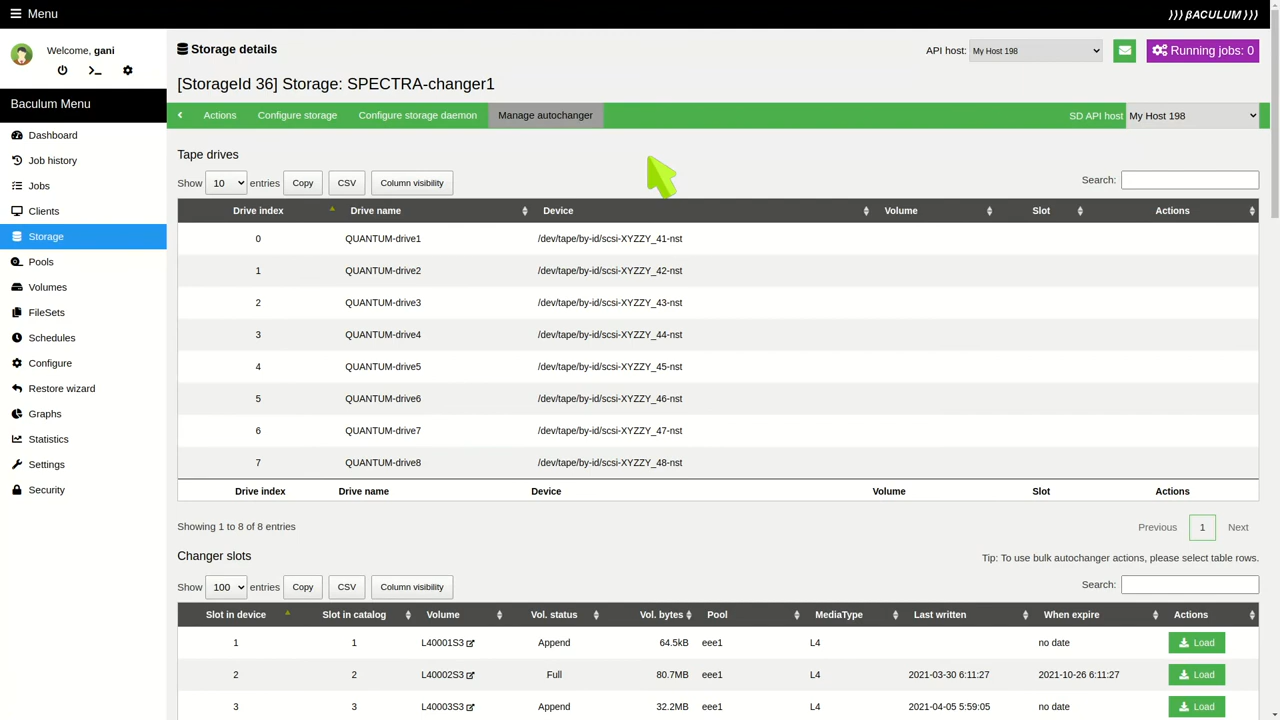 Menu
))) βACULUM )))
Welcome, gani
Baculum Menu
Dashboard
Job history
Jobs
Clients
Storage
Pools
Volumes
FileSets
Schedules
Configure
Restore wizard
Graphs
Statistics
Settings
Security
Storage details
API host: My Host 198
Running jobs: 0
[StorageId 36] Storage: SPECTRA-changer1
Actions Configure storage Configure storage daemon Manage autochanger SD API host My Host 198
Tape drives
Show 10 entries Copy CSV Column visibility Search:
Drive index Drive name Device Volume Slot Actions
0 QUANTUM-drive1 /dev/tape/by-id/scsi-XYZZY_41-nst
1 QUANTUM-drive2 /dev/tape/by-id/scsi-XYZZY_42-nst
2 QUANTUM-drive3 /dev/tape/by-id/scsi-XYZZY_43-nst
3 QUANTUM-drive4 /dev/tape/by-id/scsi-XYZZY_44-nst
4 QUANTUM-drive5 /dev/tape/by-id/scsi-XYZZY_45-nst
5 QUANTUM-drive6 /dev/tape/by-id/scsi-XYZZY_46-nst
6 QUANTUM-drive7 /dev/tape/by-id/scsi-XYZZY_47-nst
7 QUANTUM-drive8 /dev/tape/by-id/scsi-XYZZY_48-nst
Drive index Drive name Device Volume Slot Actions
Showing 1 to 8 of 8 entries Previous 1 Next
Changer slots
Tip: To use bulk autochanger actions, please select table rows.
Show 100 entries Copy CSV Column visibility Search:
Slot in device Slot in catalog Volume Vol. status Vol. bytes Pool MediaType Last written When expire Actions
1 1 L40001S3 Append 64.5kB eee1 L4 no date Load
2 2 L40002S3 Full 80.7MB eee1 L4 2021-03-30 6:11:27 2021-10-26 6:11:27 Load
3 3 L40003S3 Append 32.2MB eee1 L4 2021-04-05 5:59:05 no date Load